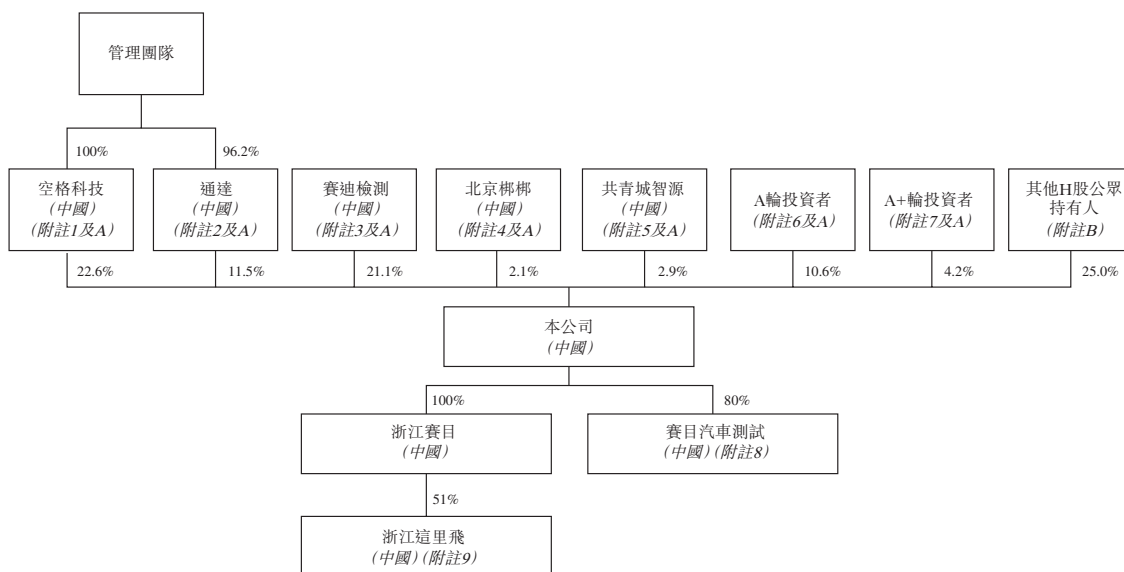 管理團隊
100%
96.2%
空格科技
(中國)
(附註1及A)
通達
(中國)
(附註2及A)
賽迪檢測
(中國)
(附註3及A)
北京梆梆
(中國)
(附註4及A)
共青城智源
(中國)
(附註5及A)
A輪投資者
(附註6及A)
A+輪投資者
(附註7及A)
其他H股公眾
持有人
(附註B)
22.6%
11.5%
21.1%
2.1%
2.9%
10.6%
4.2%
25.0%
本公司
(中國)
100%
80%
浙江賽目
(中國)
賽目汽車測試
(中國)(附註8)
51%
浙江這里飛
(中國)(附註9)